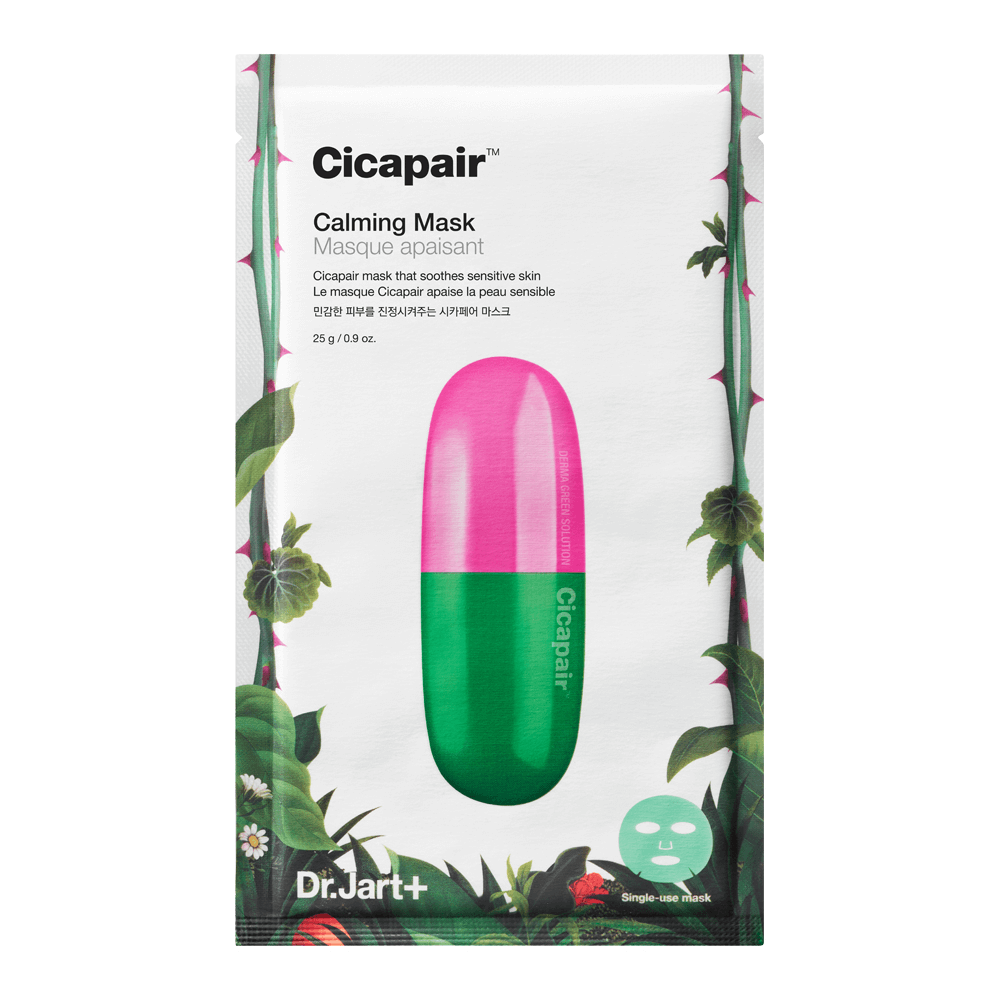 Cicapair™
Calming Mask
Masque apaisant
Cicapair mask that soothes sensitive skin
Le masque Cicapair apaise la peau sensible
민감한 피부를 진정시켜주는 시카페어 마스크
25 g / 0.9 oz.
DERMA GREEN SOLUTION
Cicapair™
Dr.Jart+
Single-use mask